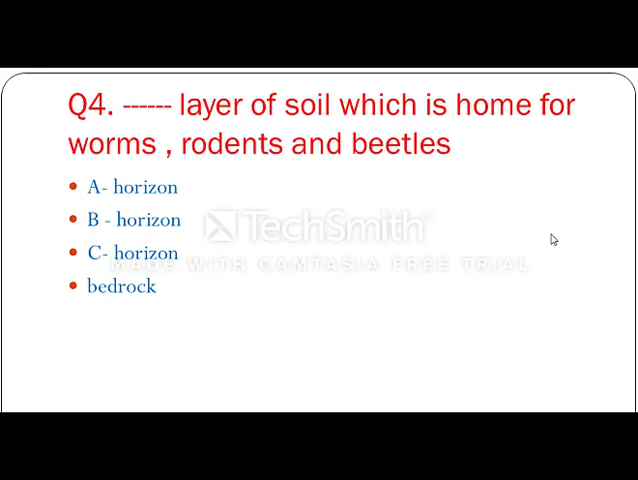 Q4. ------ layer of soil which is home for
worms , rodents and beetles
A- horizon
B - horizon
C- horizon
bedrock
TechSmith
MADE WITH CAMTASIA FREE TRIAL